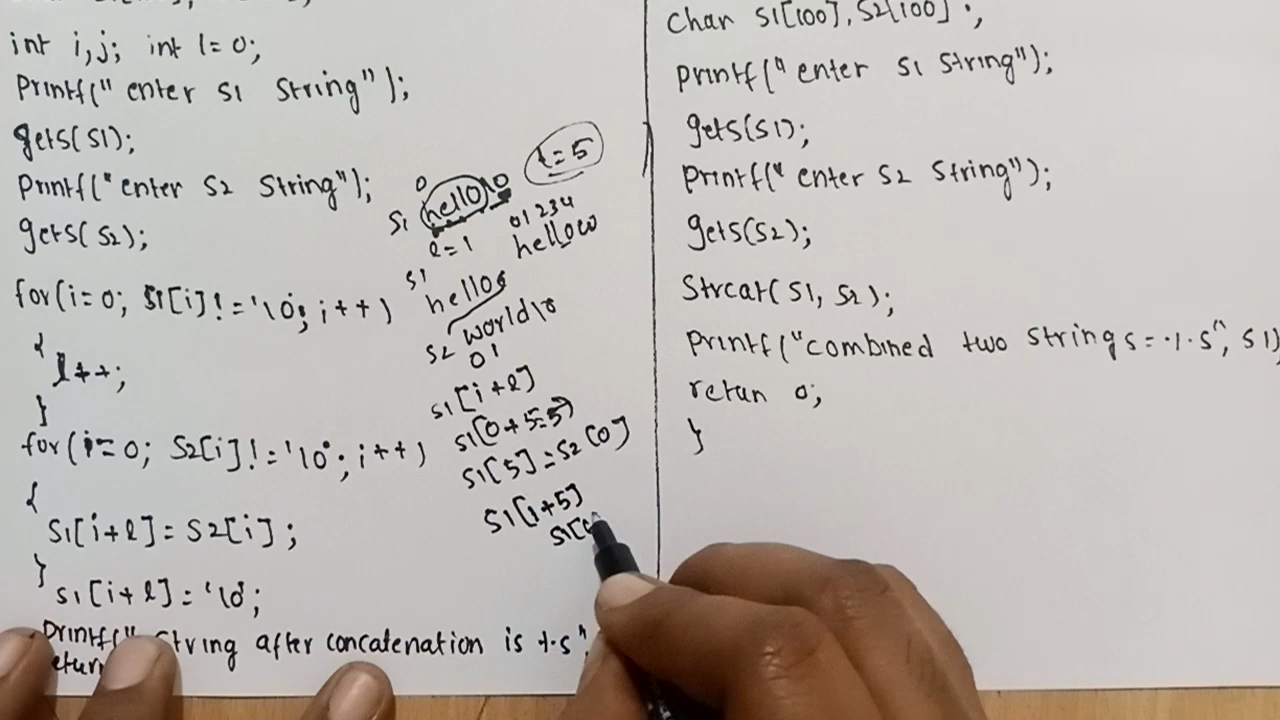 int i,j; int l=0;
Printf(" enter s1 String");
gets(s1);
Printf("enter s2 String");
gets(s2);
for(i=0; s1[i]!='\0'; i++)
{
l++;
}
for(i=0; s2[i]!='\0'; i++)
{
s1[i+l]=s2[i];
}
s1[i+l]='\0';
Printf(" String after concatenation is %s",
l=5
0
s1 hello\0
l=1
01234
hellow
s1
hello
world\0
s2 01
s1[i+l]
s1[0+5=5)
s1[5]=s2[0]
s1[1+5]
s1[
Char s1[100], s2[100];
Printf(" enter s1 String");
gets(s1);
Printf(" enter s2 String");
gets(s2);
Strcat(s1, s2);
Printf("combined two strings=%s", s1)
retun 0;
}